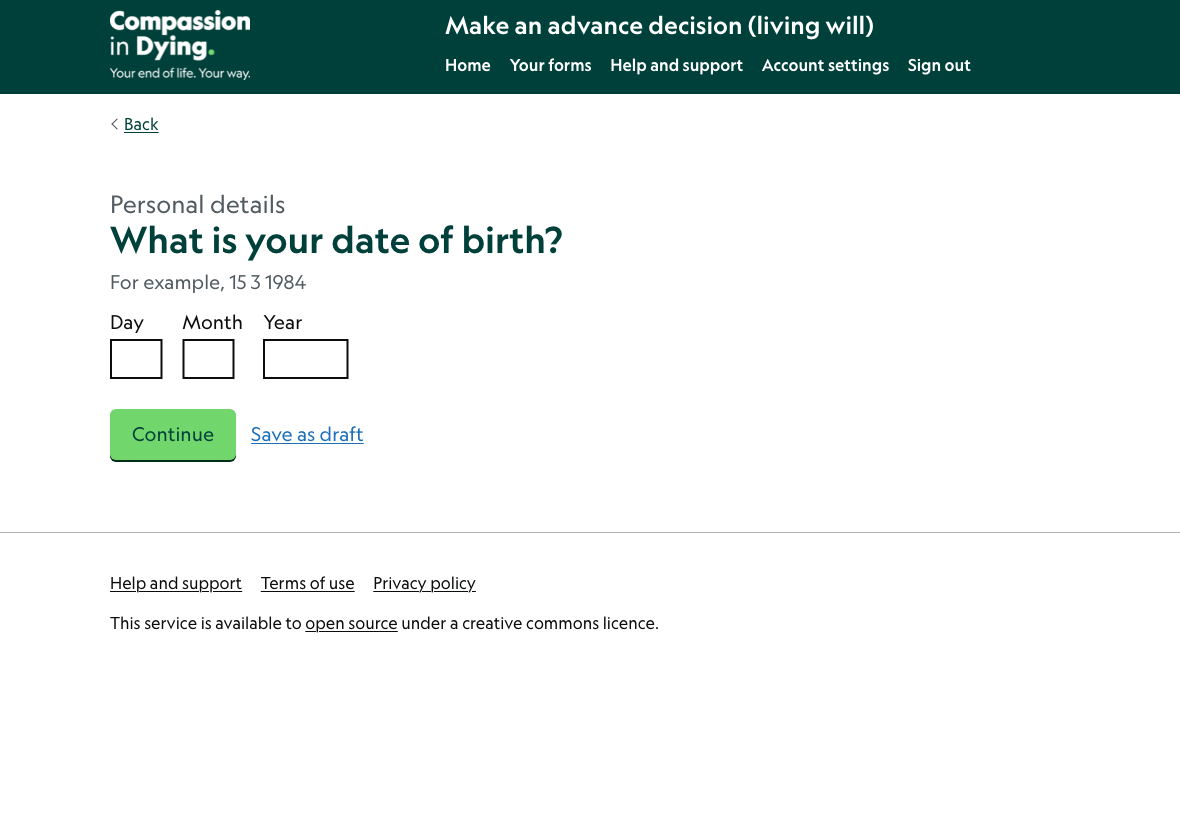 Compassion
in Dying.
Your end of life. Your way.
Make an advance decision (living will)
Home Your forms Help and support Account settings Sign out
Back
Personal details
What is your date of birth?
For example, 15 3 1984
Day Month Year
Continue Save as draft
Help and support Terms of use Privacy policy
This service is available to open source under a creative commons licence.